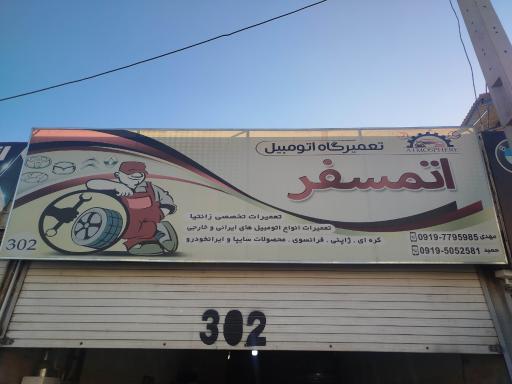 تعمیرگاه اتومبیل
ATMOSPHERE
اتمسفر
تعمیرات تخصصی زانتیا
تعمیرات انواع اتومبیل های ایرانی و خارجی
کره ای . ژاپنی . فرانسوی . محصولات سایپا و ایرانخودرو
مهدی 0919-7795985
حمید 0919-5052581
302
302